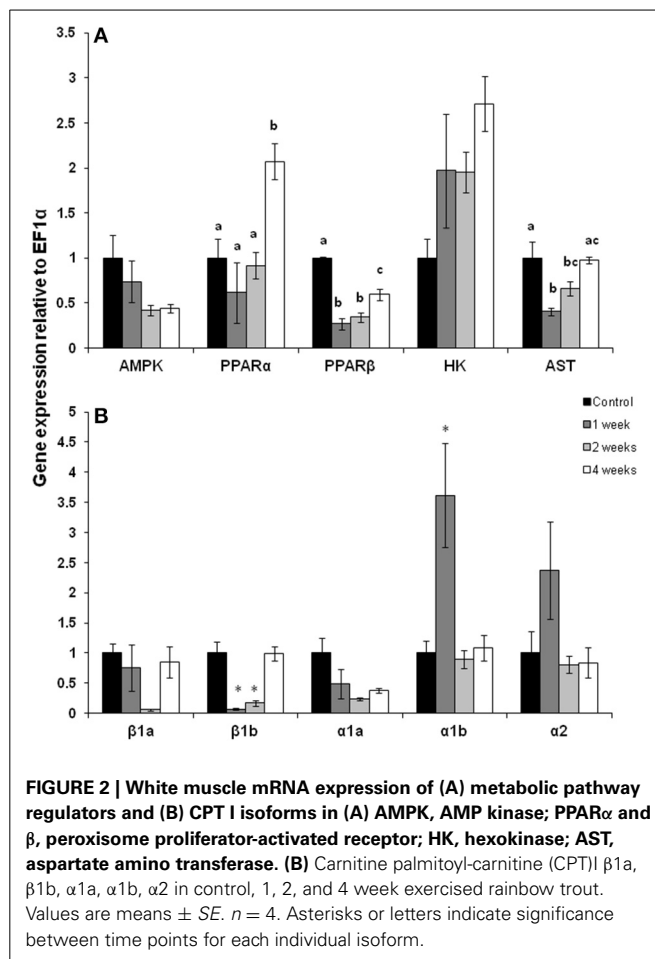 A
Gene expression relative to EF1α
3.5
3
2.5
2
1.5
1
0.5
0
a
a
a
b
a
b
b
c
a
b
bc
ac
AMPK
PPARα
PPARβ
HK
AST
B
5
4.5
4
3.5
3
2.5
2
1.5
1
0.5
0
* *
*
Control
1 week
2 weeks
4 weeks
β1a
β1b
α1a
α1b
α2
FIGURE 2 | White muscle mRNA expression of (A) metabolic pathway
regulators and (B) CPT I isoforms in (A) AMPK, AMP kinase; PPARα and
β, peroxisome proliferator-activated receptor; HK, hexokinase; AST,
aspartate amino transferase. (B) Carnitine palmitoyl-carnitine (CPT)I β1a,
β1b, α1a, α1b, α2 in control, 1, 2, and 4 week exercised rainbow trout.
Values are means ± SE. n = 4. Asterisks or letters indicate significance
between time points for each individual isoform.